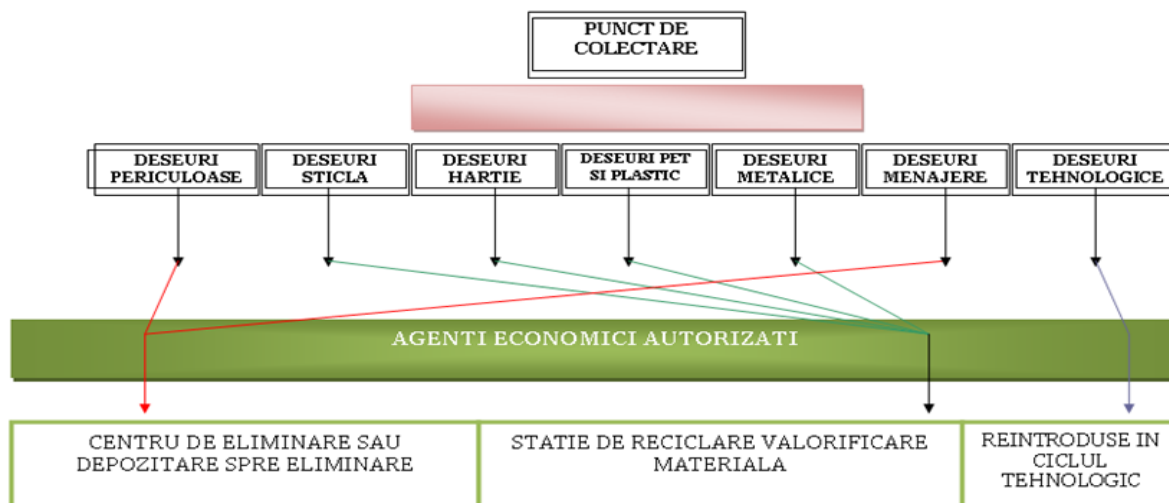 PUNCT DE
COLECTARE
DESEURI
PERICULOASE
DESEURI
STICLA
DESEURI
HARTIE
DESEURI PET
SI PLASTIC
DESEURI
METALICE
DESEURI
MENAJERE
DESEURI
TEHNOLOGICE
AGENTI ECONOMICI AUTORIZATI
CENTRU DE ELIMINARE SAU
DEPOZITARE SPRE ELIMINARE
STATIE DE RECICLARE VALORIFICARE
MATERIALA
REINTRODUSE IN
CICLUL
TEHNOLOGIC